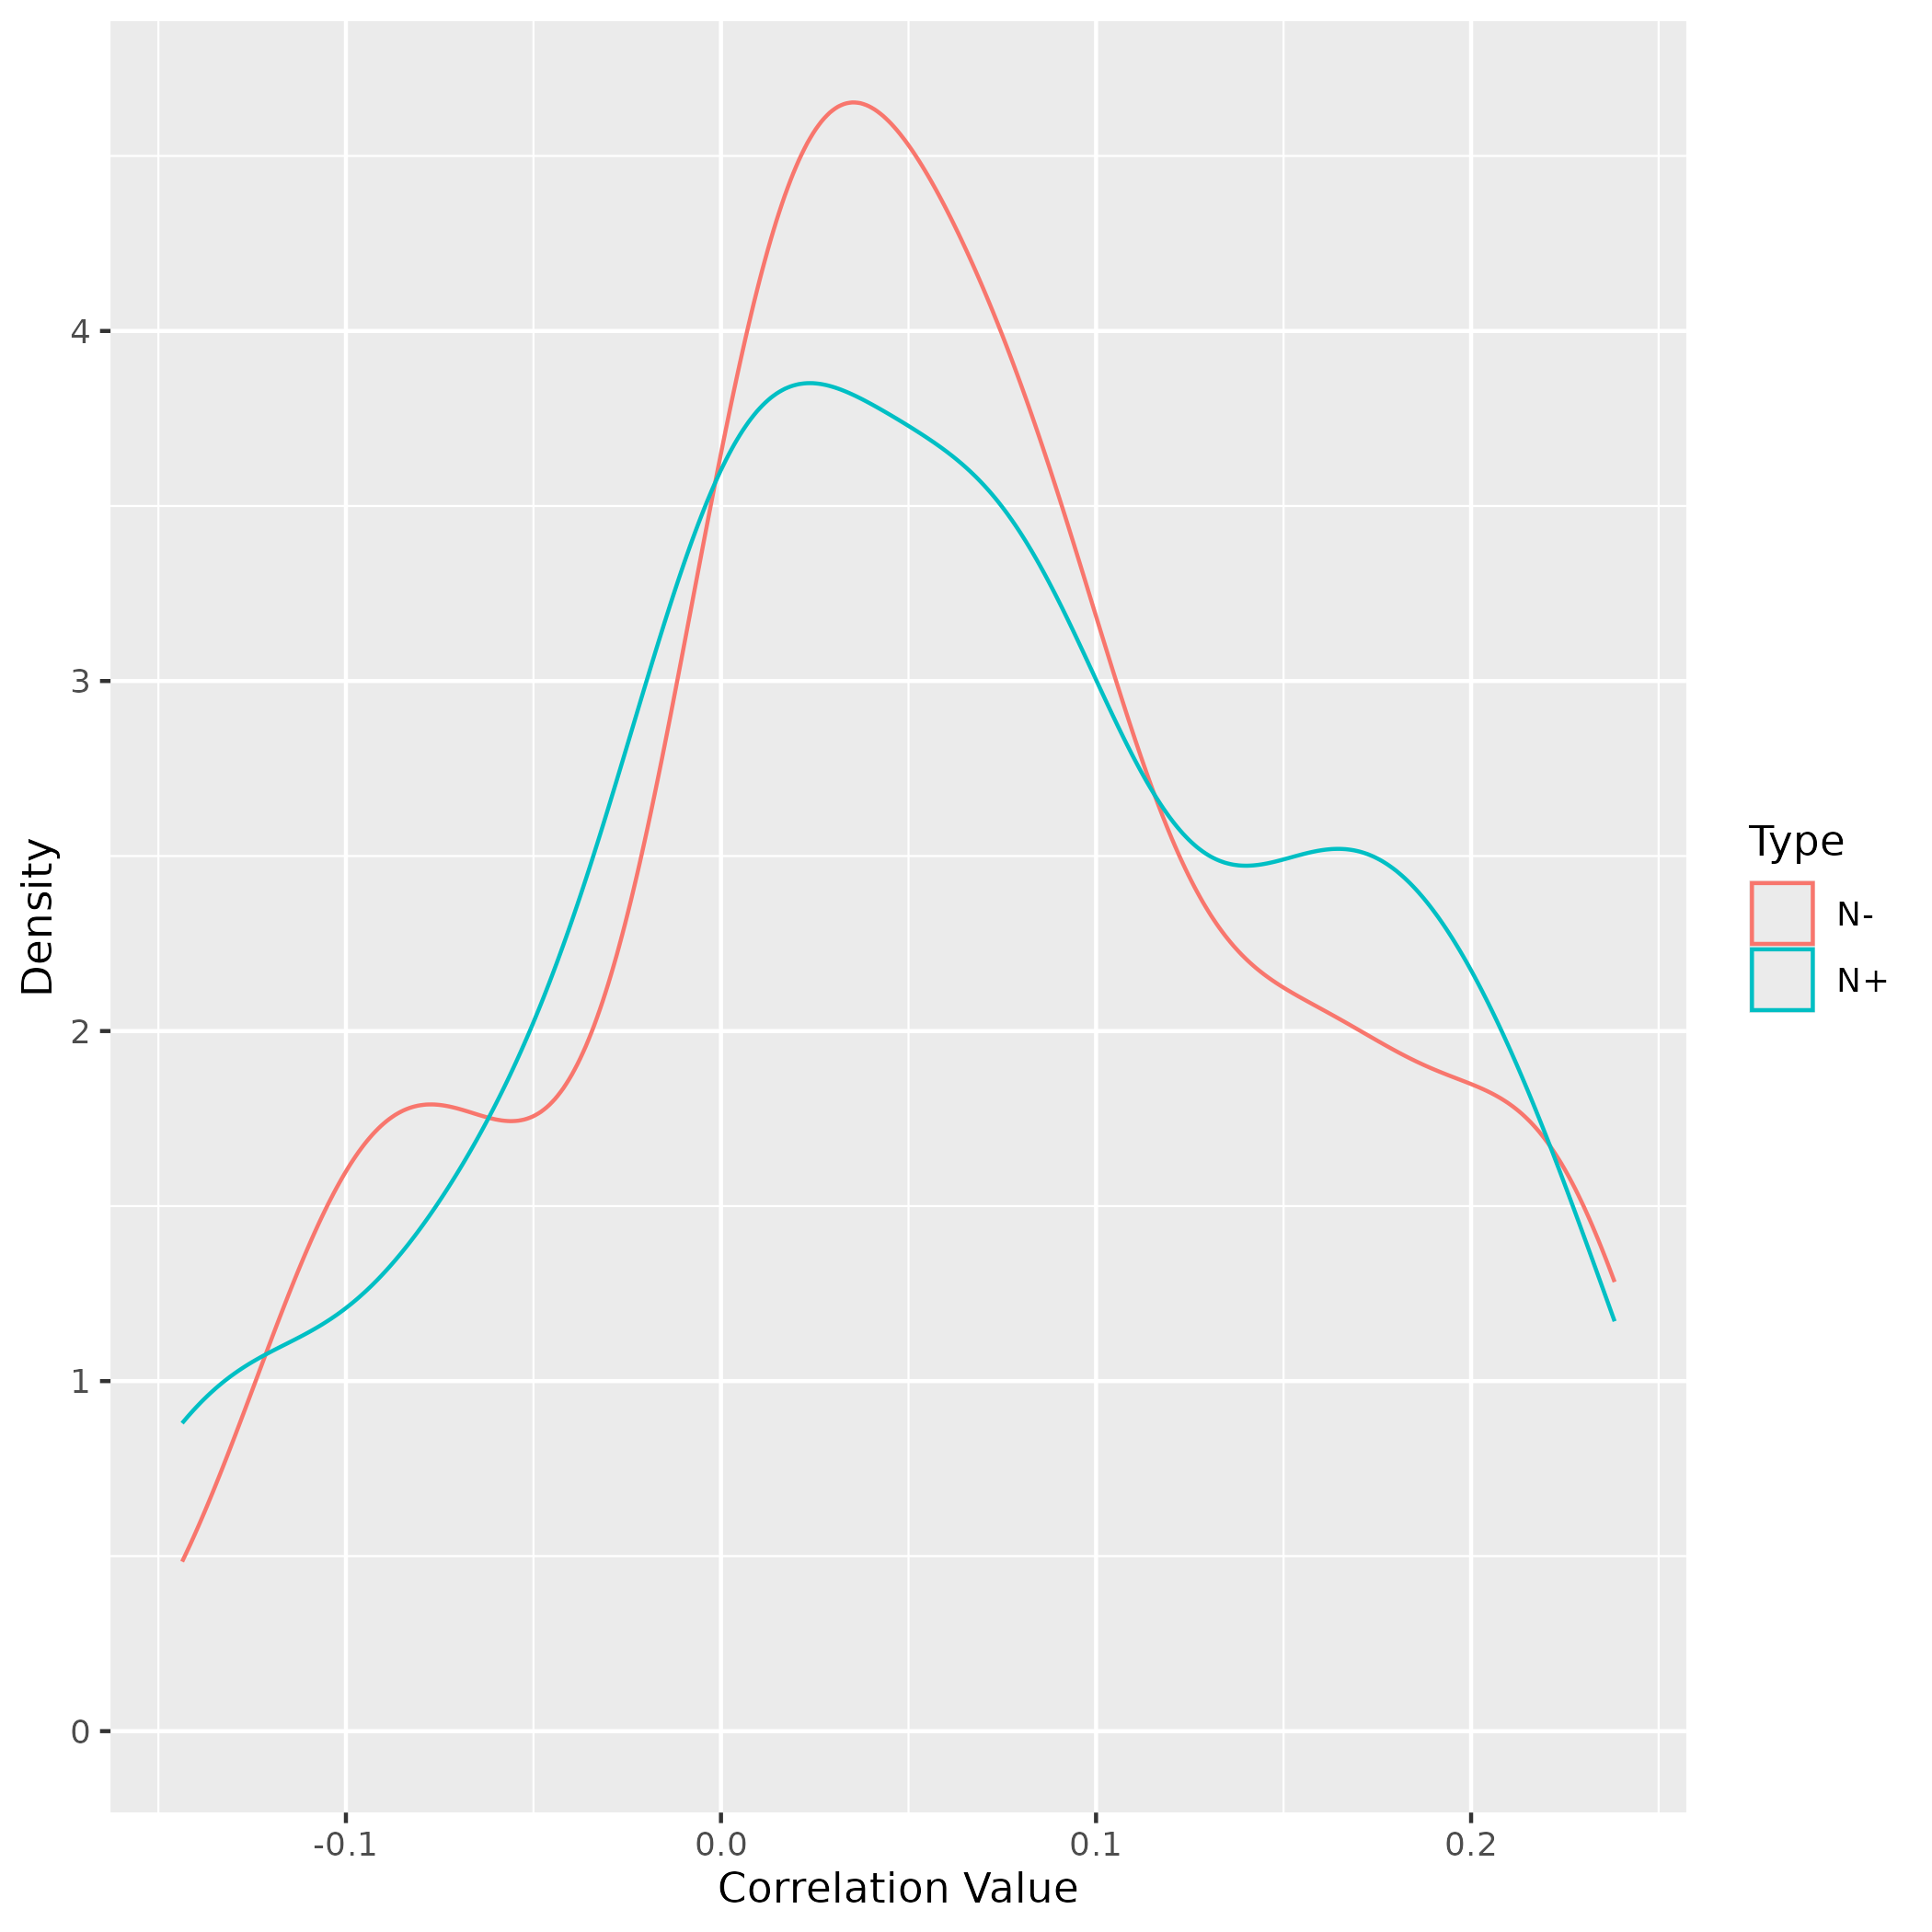 Density
4
3
2
1
0
-0.1
0.0
0.1
0.2
Correlation Value
Type
N-
N+